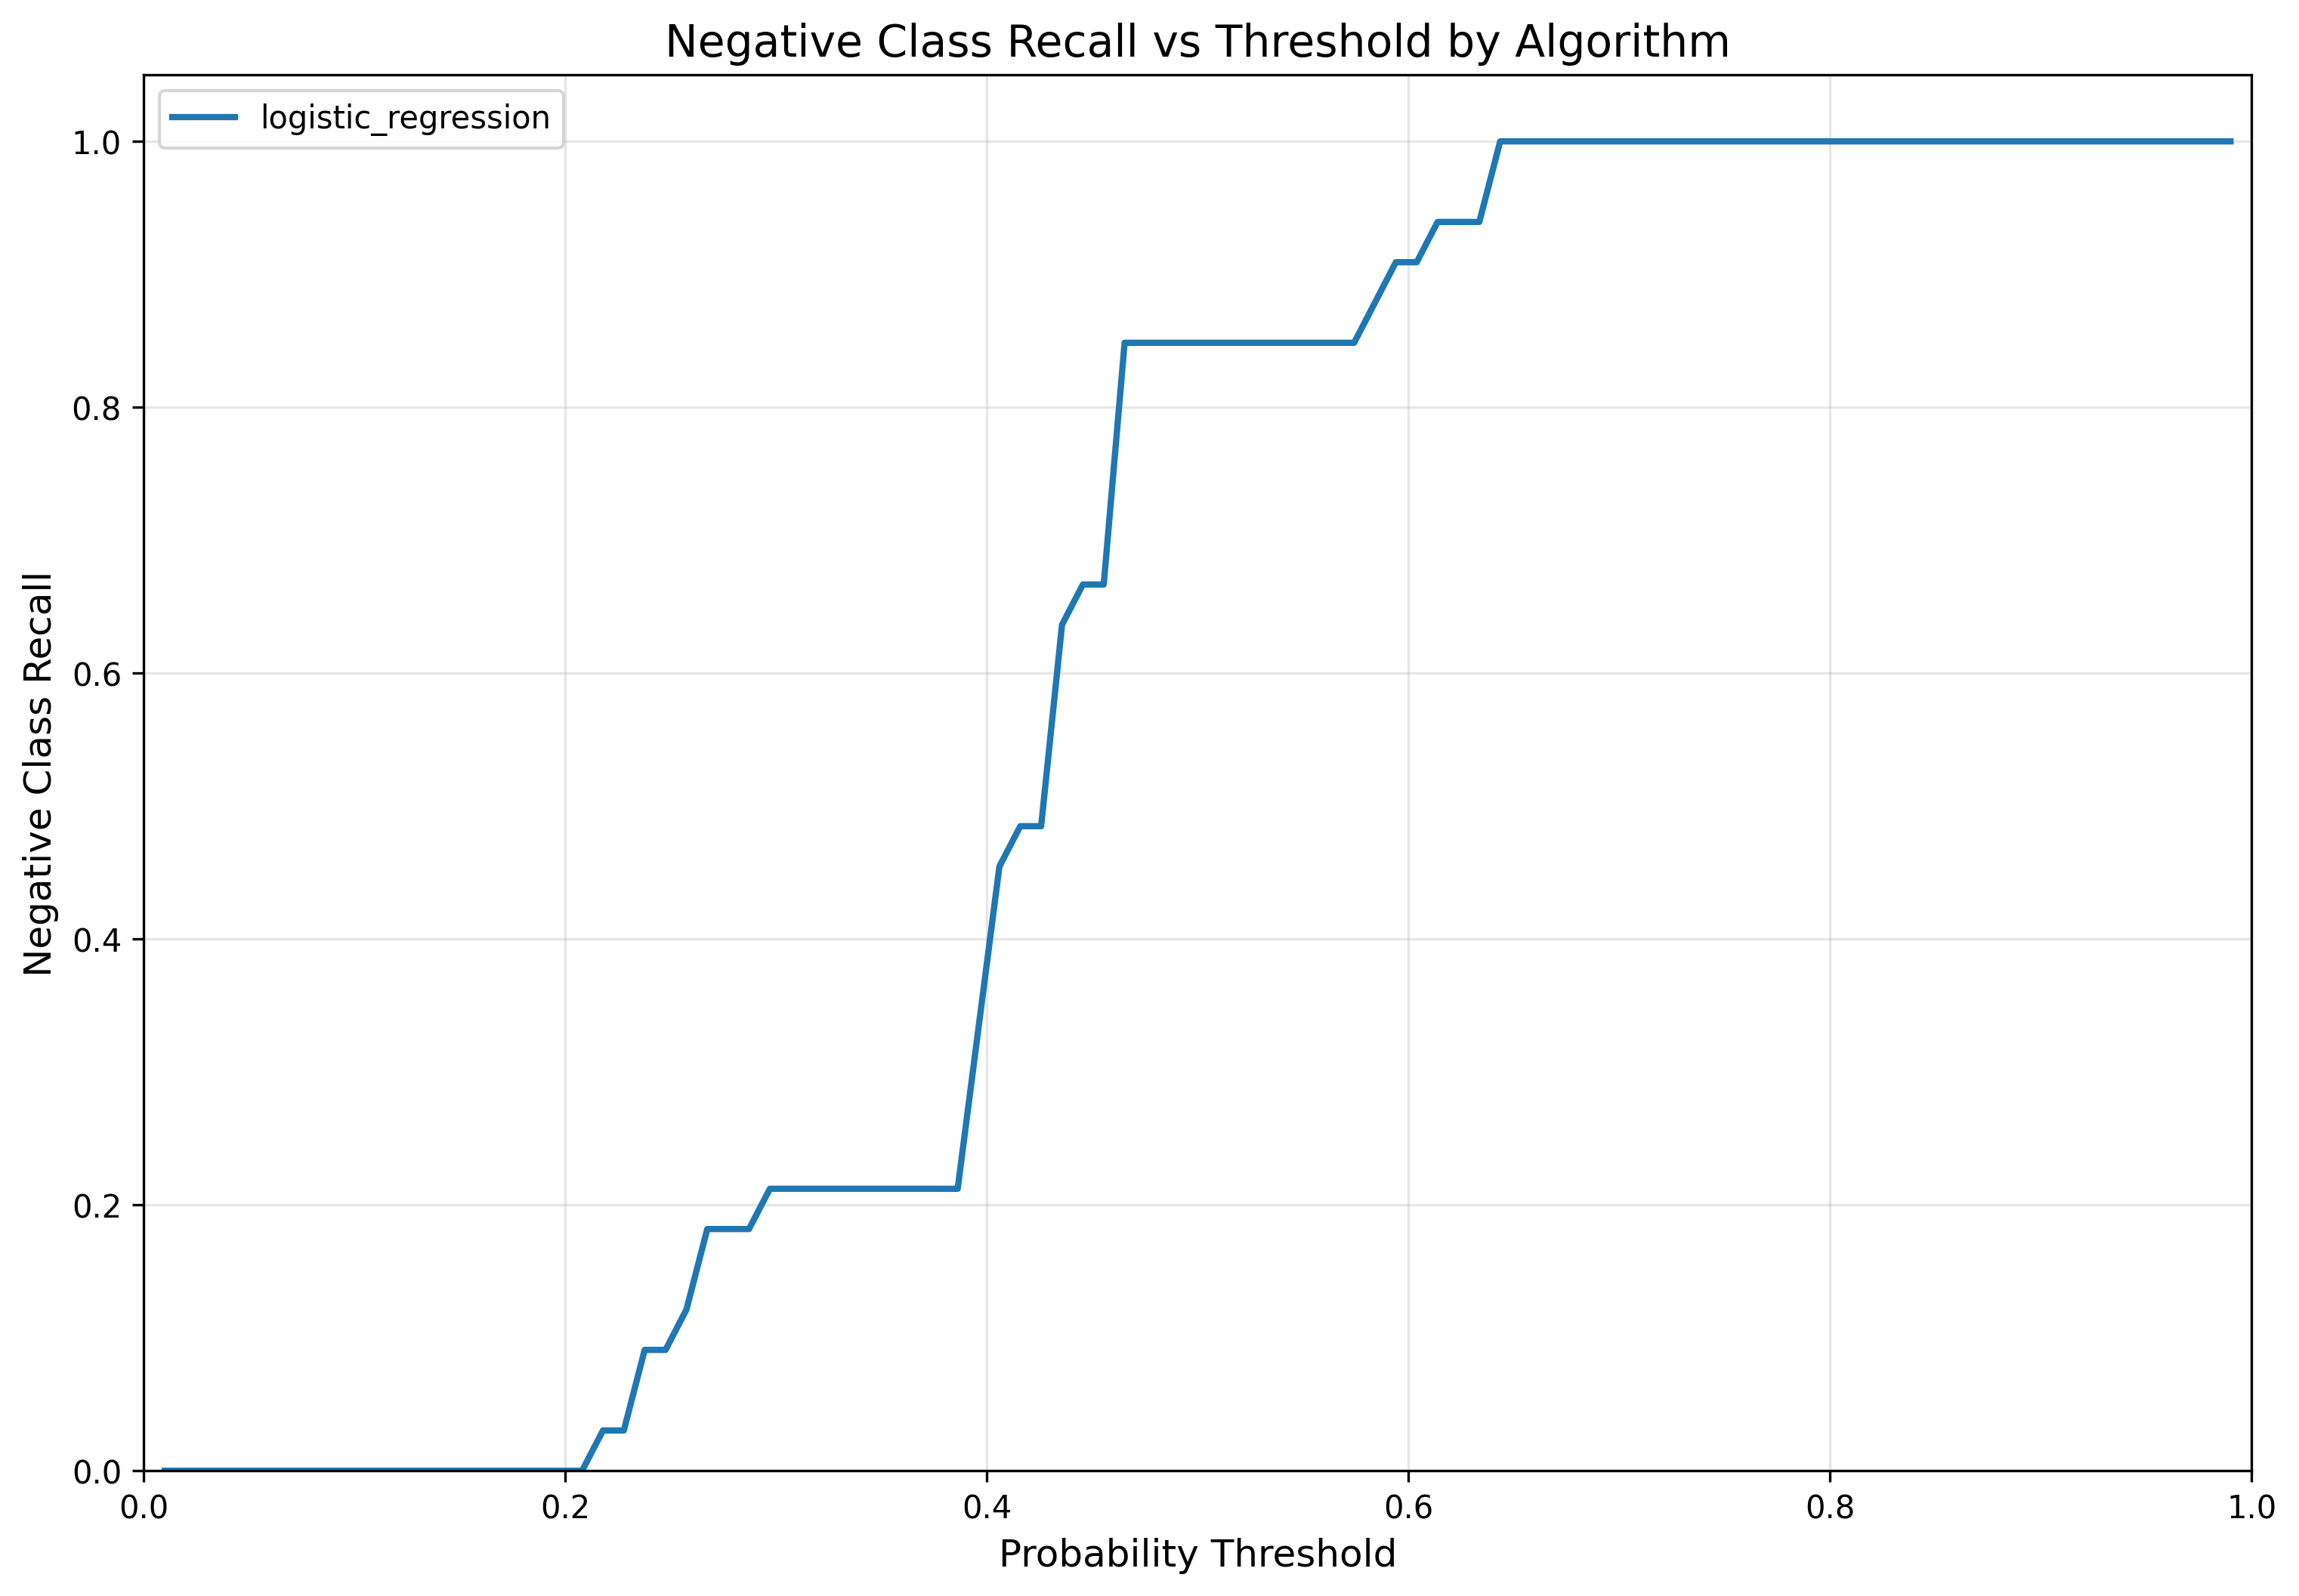 Negative Class Recall vs Threshold by Algorithm
logistic_regression
Negative Class Recall
1.0
0.8
0.6
0.4
0.2
0.0
0.0 0.2 0.4 0.6 0.8 1.0
Probability Threshold